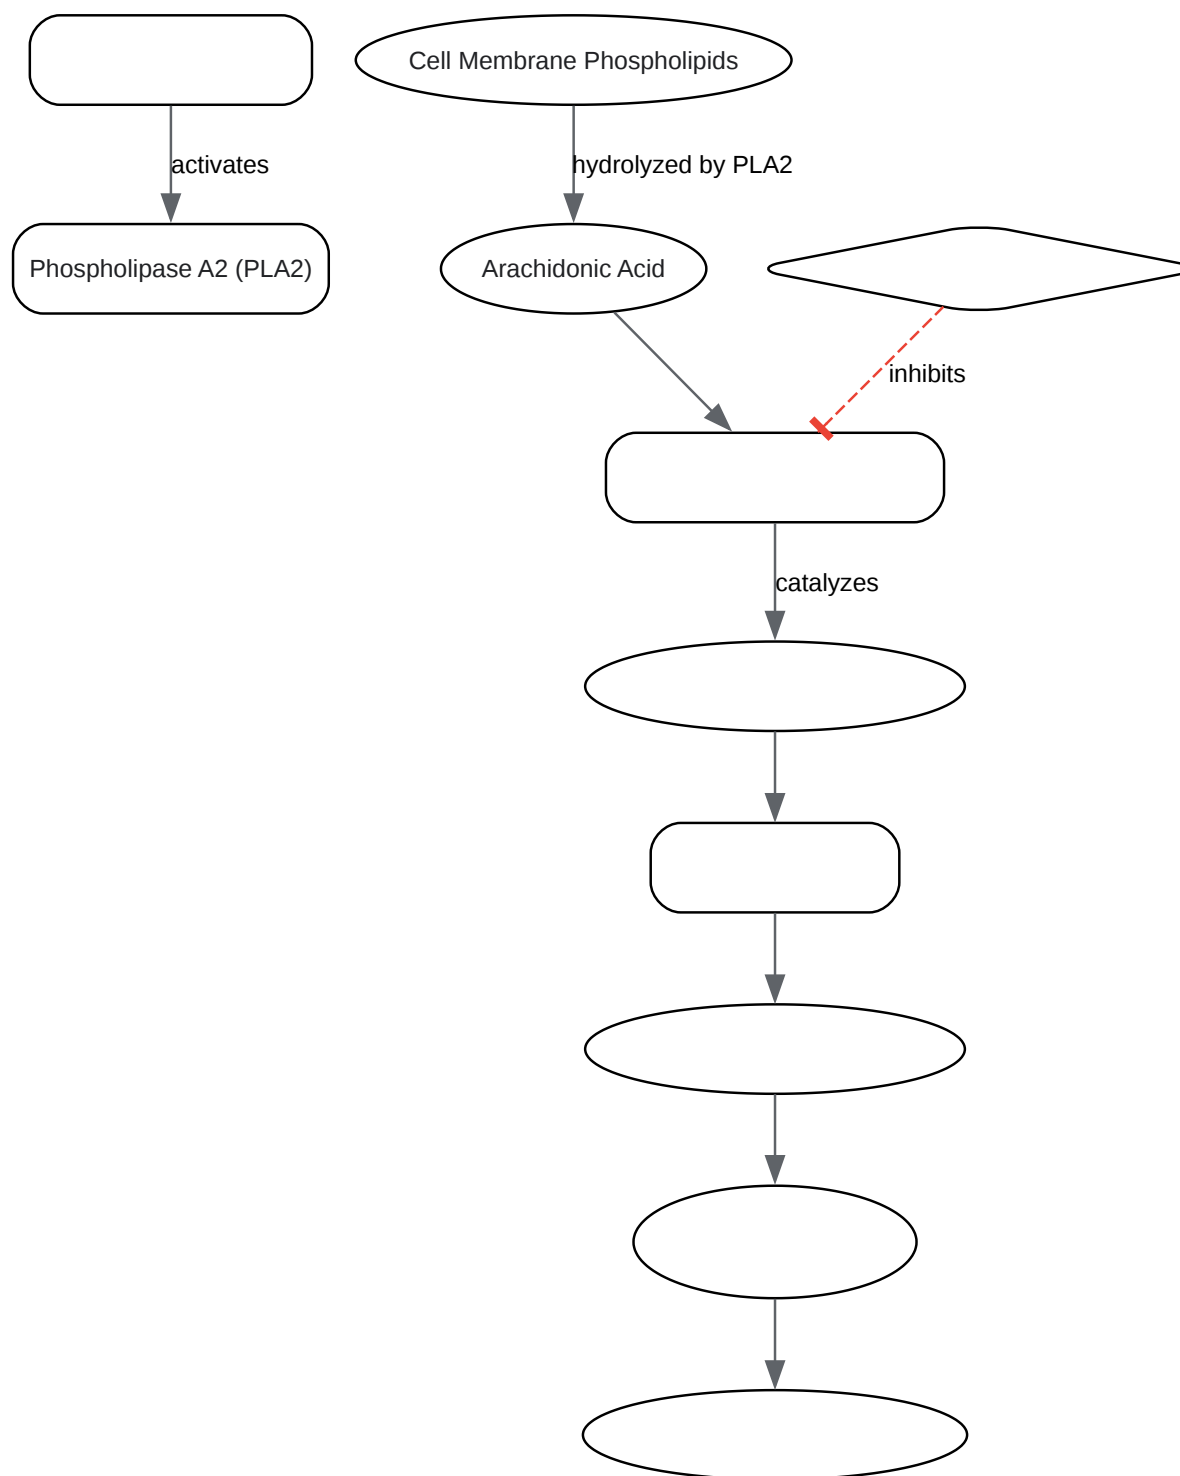 Cell Membrane Phospholipids
activates
hydrolyzed by PLA2
Phospholipase A2 (PLA2)
Arachidonic Acid
inhibits
catalyzes